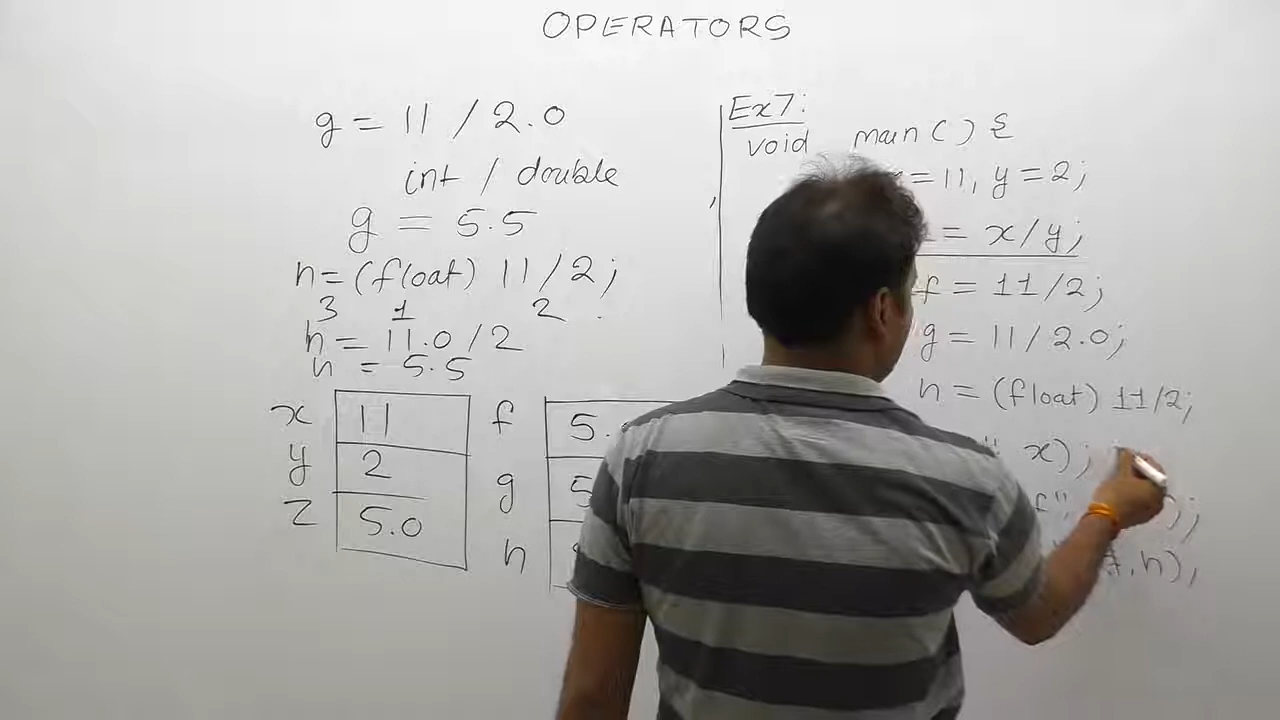 OPERATORS
g = 11 / 2.0
int / double
g = 5.5
h = (float) 11/2;
3 1 2
h = 11.0/2
h = 5.5
x 11
y 2
z 5.0
f 5.
g 5
h
Ex7:
void main() {
=11, y=2;
= x/y;
f = 11/2;
g = 11/2.0;
h = (float) 11/2;
" x);
f", );
,h);